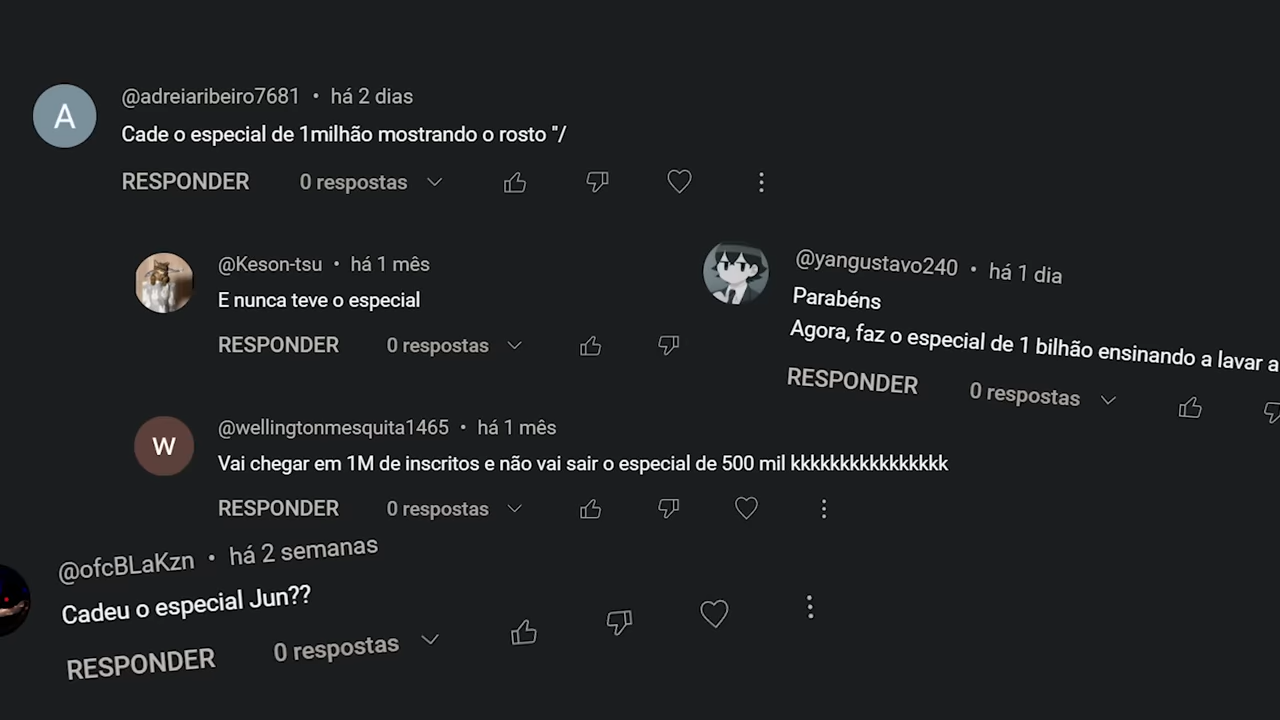 @adreiaribeiro7681 • há 2 dias
A
Cade o especial de 1milhão mostrando o rosto "/
RESPONDER 0 respostas
@Keson-tsu • há 1 mês
E nunca teve o especial
RESPONDER 0 respostas
@yangustavo240 • há 1 dia
Parabéns
Agora, faz o especial de 1 bilhão ensinando a lavar a
RESPONDER 0 respostas
@wellingtonmesquita1465 • há 1 mês
W
Vai chegar em 1M de inscritos e não vai sair o especial de 500 mil kkkkkkkkkkkkkkkk
RESPONDER 0 respostas
@ofcBLaKzn • há 2 semanas
Cadeu o especial Jun??
RESPONDER 0 respostas